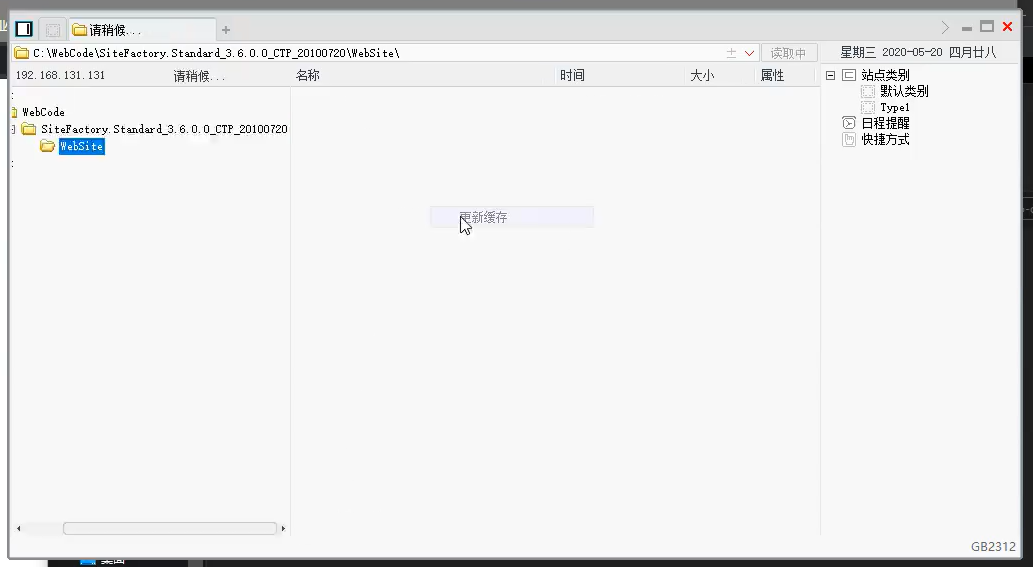 请稍候...
+
C:\WebCode\SiteFactory.Standard_3.6.0.0_CTP_20100720\WebSite\
读取中
星期三 2020-05-20 四月廿八
192.168.131.131 请稍候... 名称 时间 大小 属性
站点类别
默认类别
Type1
日程提醒
快捷方式
WebCode
SiteFactory.Standard_3.6.0.0_CTP_20100720
WebSite
更新缓存
GB2312